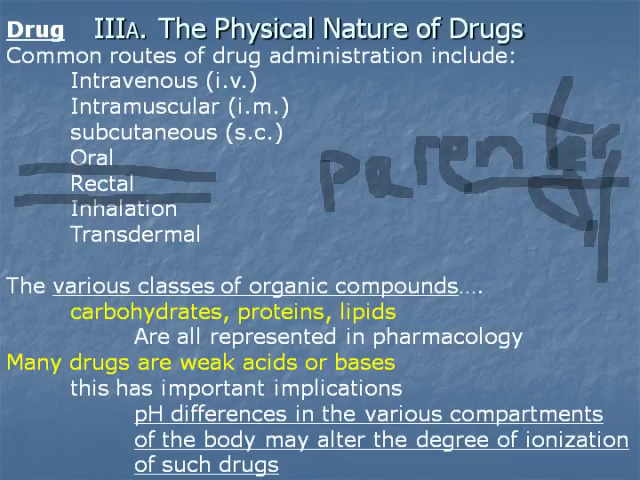 Drug IIIA. The Physical Nature of Drugs
Common routes of drug administration include:
Intravenous (i.v.)
Intramuscular (i.m.)
subcutaneous (s.c.)
Oral
Rectal
Inhalation
Transdermal
The various classes of organic compounds....
carbohydrates, proteins, lipids
Are all represented in pharmacology
Many drugs are weak acids or bases
this has important implications
pH differences in the various compartments
of the body may alter the degree of ionization
of such drugs